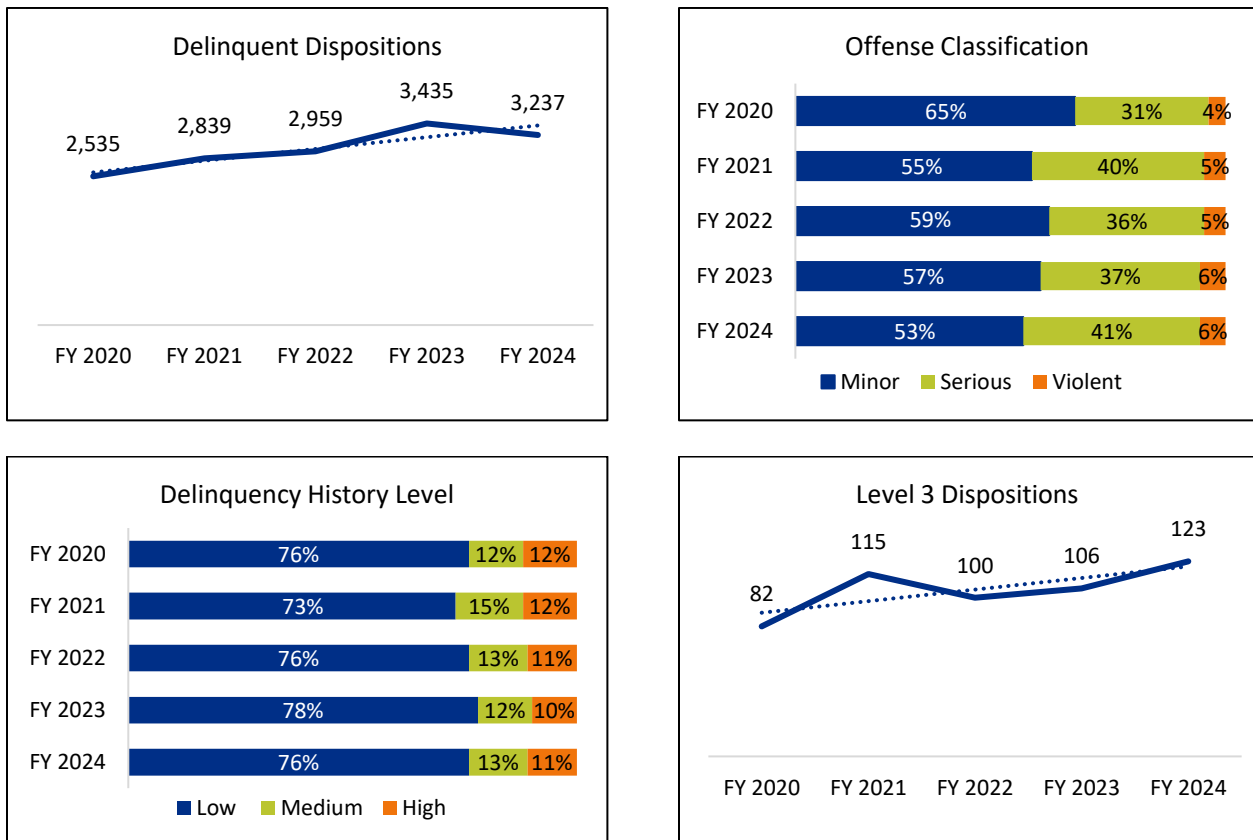 Delinquent Dispositions
2,535
2,839
2,959
3,435
3,237
FY 2020 FY 2021 FY 2022 FY 2023 FY 2024
Offense Classification
FY 2020 65% 31% 4%
FY 2021 55% 40% 5%
FY 2022 59% 36% 5%
FY 2023 57% 37% 6%
FY 2024 53% 41% 6%
Minor Serious Violent
Delinquency History Level
FY 2020 76% 12% 12%
FY 2021 73% 15% 12%
FY 2022 76% 13% 11%
FY 2023 78% 12% 10%
FY 2024 76% 13% 11%
Low Medium High
Level 3 Dispositions
82
115
100
106
123
FY 2020 FY 2021 FY 2022 FY 2023 FY 2024